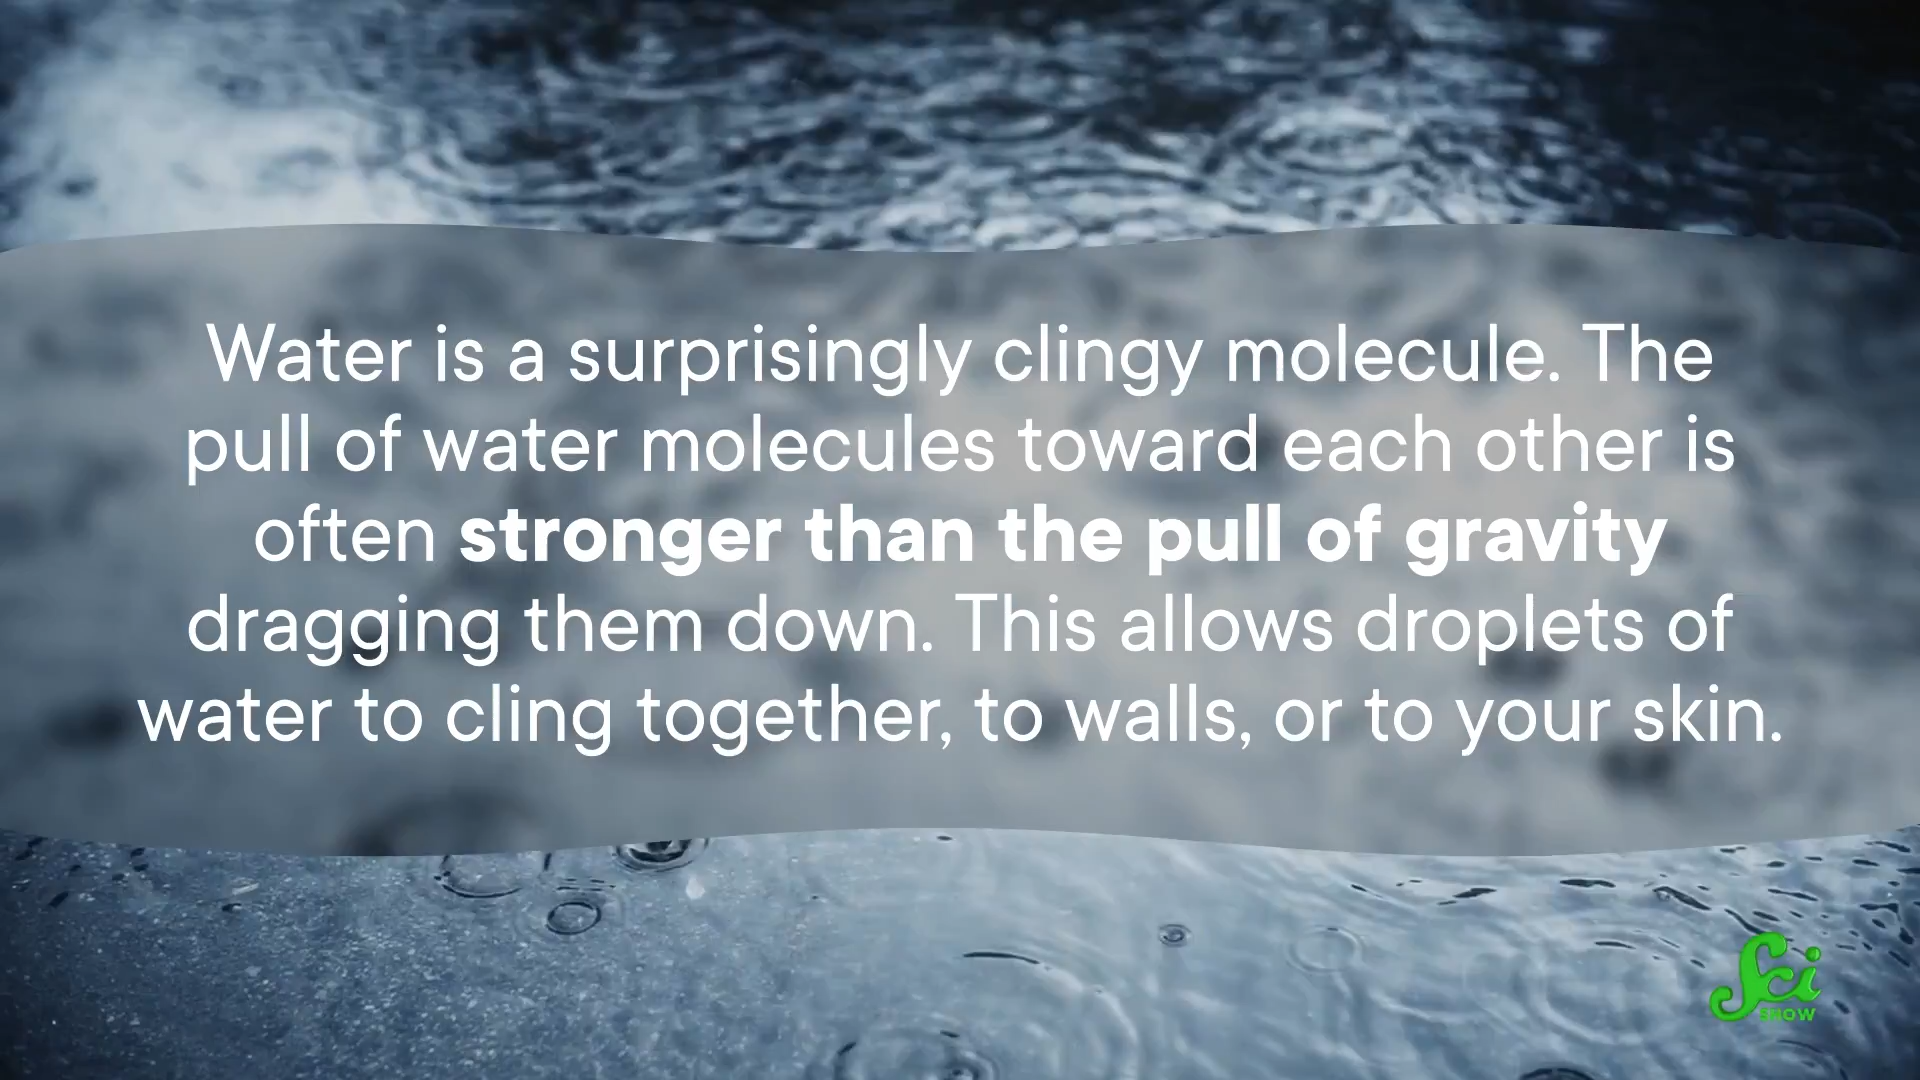 Water is a surprisingly clingy molecule. The
pull of water molecules toward each other is
often stronger than the pull of gravity
dragging them down. This allows droplets of
water to cling together, to walls, or to your skin.
Sci
SHOW